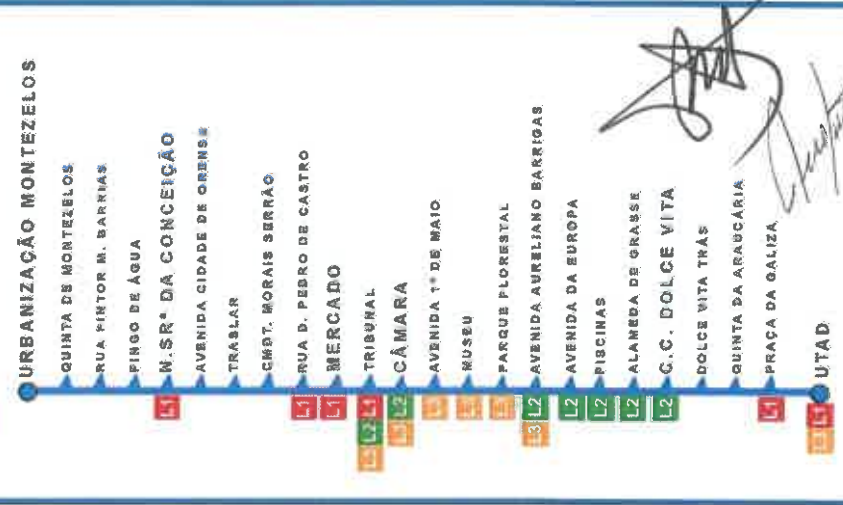 URBANIZAÇÃO MONTEZELOS
QUINTA DE MONTEZELOS
RUA PINTOR M. BARRIAS
PINGO DE ÁGUA
L1 N.SRª DA CONCEIÇÃO
AVENIDA CIDADE DE ORENSE
TRASLAR
CMDT. MORAIS SERRÃO
L1 RUA D. PEDRO DE CASTRO
L1 MERCADO
L3 L2 L1 TRIBUNAL
L3 L2 CÂMARA
L3 AVENIDA 1º DE MAIO
L3 MUSEU
L3 PARQUE FLORESTAL
L3 L2 AVENIDA AURELIANO BARRIGAS
L2 AVENIDA DA EUROPA
L2 PISCINAS
L2 ALAMEDA DE GRASSE
L2 C.C. DOLCE VITA
DOLCE VITA TRÁS
QUINTA DA ARAUCÁRIA
L1 PRAÇA DA GALIZA
L3 L1 UTAD